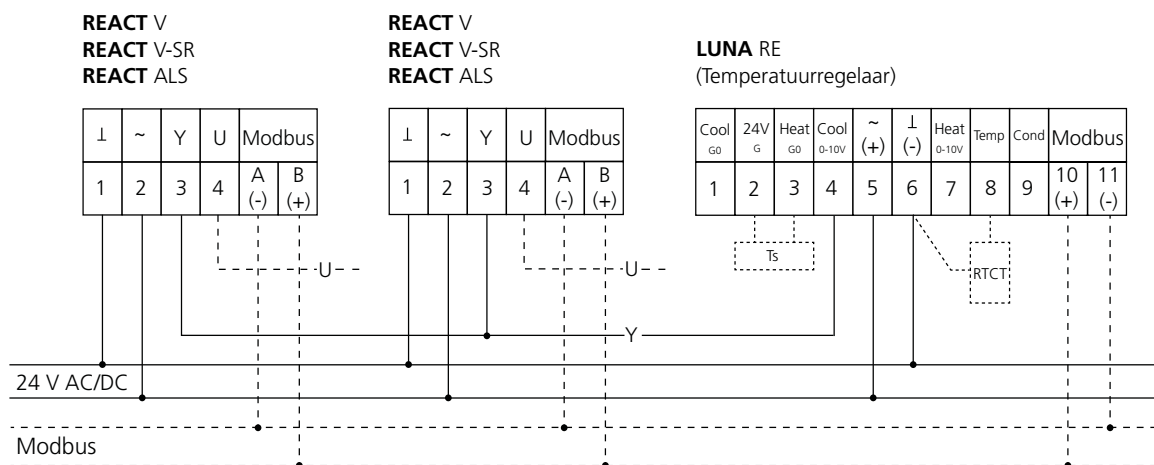 REACT V
REACT V-SR
REACT ALS
⊥ ~ Y U Modbus
1 2 3 4 A (-) B (+)
U
REACT V
REACT V-SR
REACT ALS
⊥ ~ Y U Modbus
1 2 3 4 A (-) B (+)
U
LUNA RE
(Temperatuurregelaar)
Cool G0 24V G Heat G0 Cool 0-10V ~ (+) ⊥ (-) Heat 0-10V Temp Cond Modbus
1 2 3 4 5 6 7 8 9 10 (+) 11 (-)
Ts
RTCT
Y
24 V AC/DC
Modbus